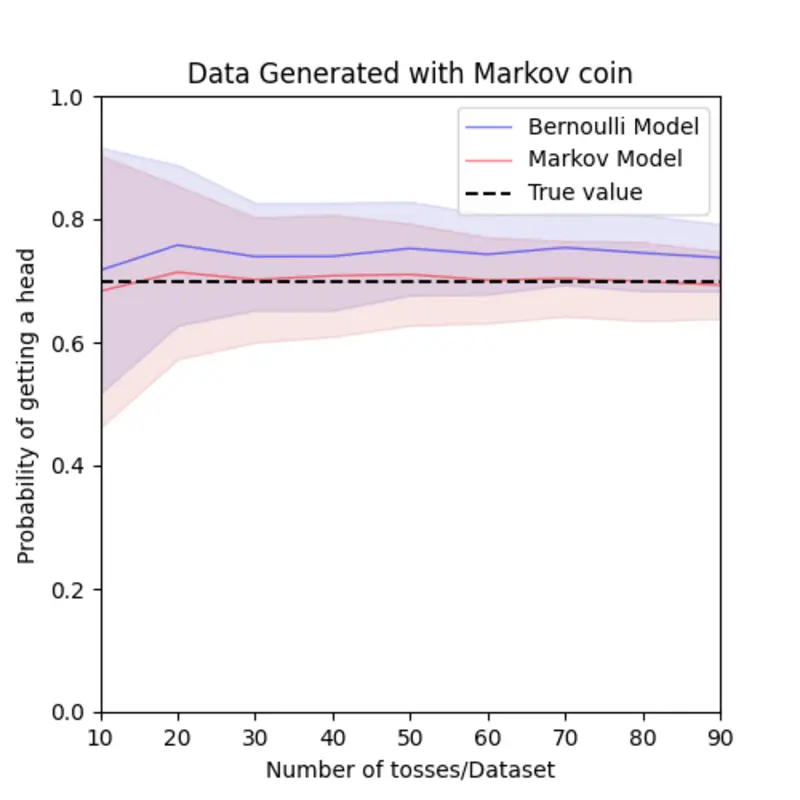 Data Generated with Markov coin
Bernoulli Model
Markov Model
True value
Probability of getting a head
1.0
0.8
0.6
0.4
0.2
0.0
10 20 30 40 50 60 70 80 90
Number of tosses/Dataset